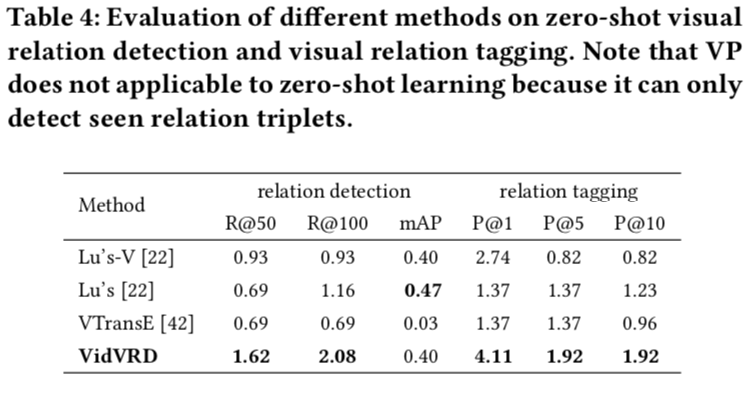 Table 4: Evaluation of different methods on zero-shot visual
relation detection and visual relation tagging. Note that VP
does not applicable to zero-shot learning because it can only
detect seen relation triplets.
Method relation detection relation tagging
R@50 R@100 mAP P@1 P@5 P@10
Lu's-V [22] 0.93 0.93 0.40 2.74 0.82 0.82
Lu's [22] 0.69 1.16 0.47 1.37 1.37 1.23
VTransE [42] 0.69 0.69 0.03 1.37 1.37 0.96
VidVRD 1.62 2.08 0.40 4.11 1.92 1.92